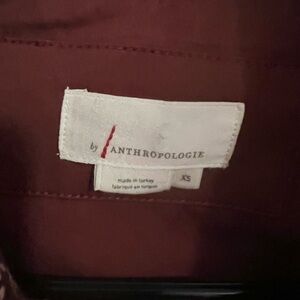 by ANTHROPOLOGIE
XS
made in turkey
fabriqué en turquie